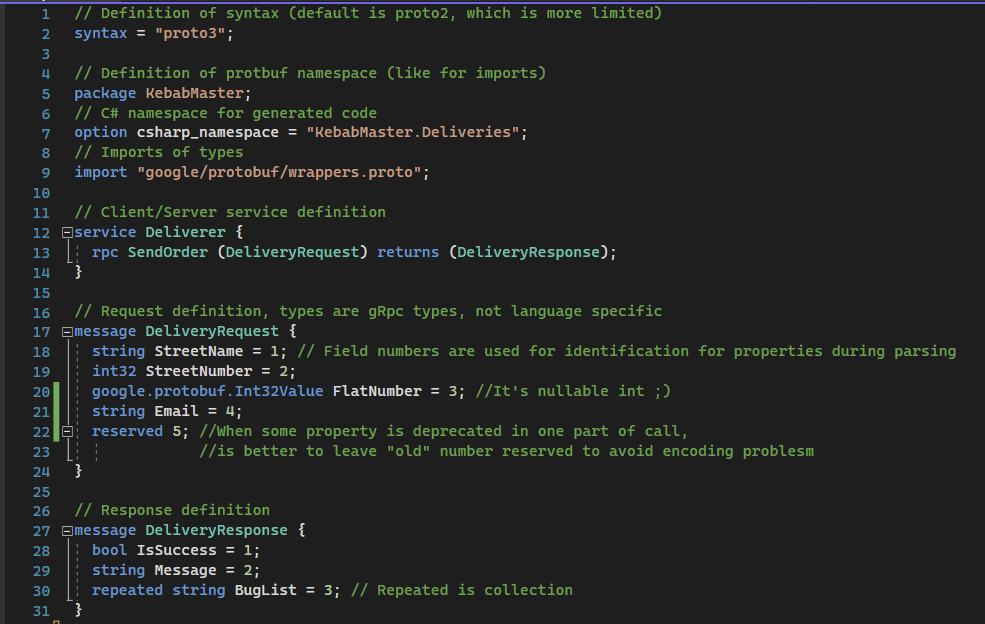 1 // Definition of syntax (default is proto2, which is more limited)
2 syntax = "proto3";
3
4 // Definition of protbuf namespace (like for imports)
5 package KebabMaster;
6 // C# namespace for generated code
7 option csharp_namespace = "KebabMaster.Deliveries";
8 // Imports of types
9 import "google/protobuf/wrappers.proto";
10
11 // Client/Server service definition
12 service Deliverer {
13 rpc SendOrder (DeliveryRequest) returns (DeliveryResponse);
14 }
15
16 // Request definition, types are gRpc types, not language specific
17 message DeliveryRequest {
18 string StreetName = 1; // Field numbers are used for identification for properties during parsing
19 int32 StreetNumber = 2;
20 google.protobuf.Int32Value FlatNumber = 3; //It's nullable int ;)
21 string Email = 4;
22 reserved 5; //When some property is deprecated in one part of call,
23 //is better to leave "old" number reserved to avoid encoding problesm
24 }
25
26 // Response definition
27 message DeliveryResponse {
28 bool IsSuccess = 1;
29 string Message = 2;
30 repeated string BugList = 3; // Repeated is collection
31 }